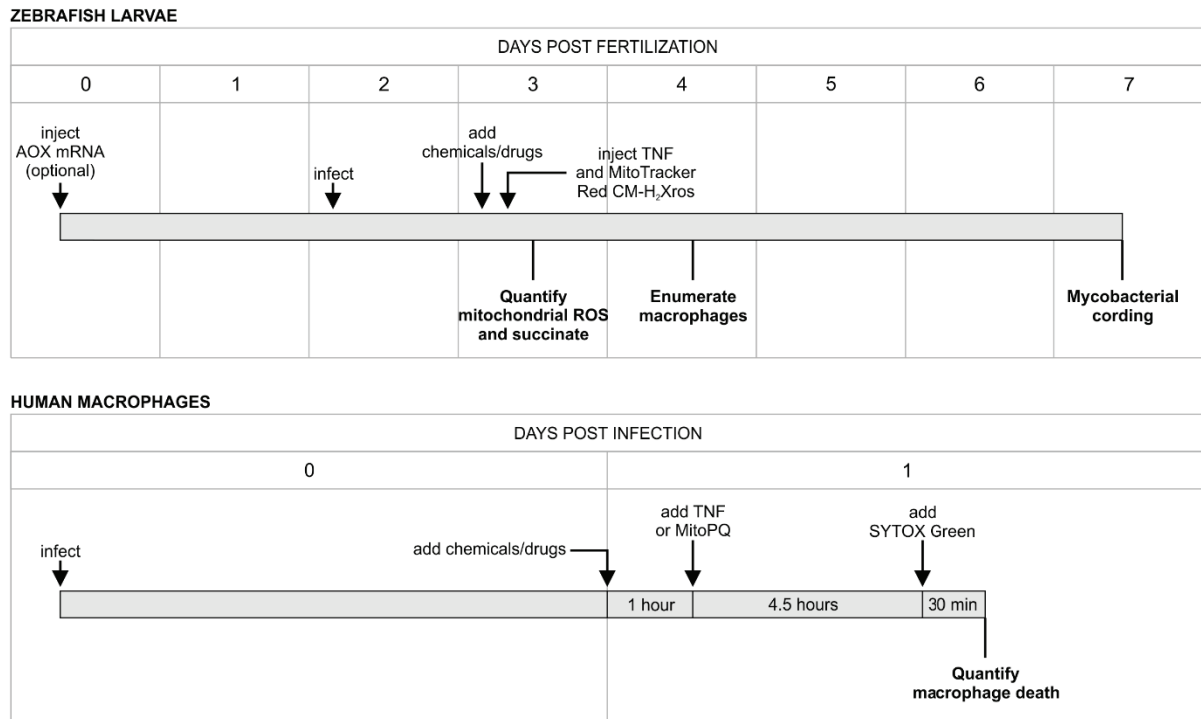 ZEBRAFISH LARVAE
DAYS POST FERTILIZATION
0 1 2 3 4 5 6 7
inject
AOX mRNA
(optional)
infect
add
chemicals/drugs
inject TNF
and MitoTracker
Red CM-H₂Xros
Quantify
mitochondrial ROS
and succinate
Enumerate
macrophages
Mycobacterial
cording
HUMAN MACROPHAGES
DAYS POST INFECTION
0 1
infect
add chemicals/drugs
add TNF
or MitoPQ
add
SYTOX Green
1 hour 4.5 hours 30 min
Quantify
macrophage death